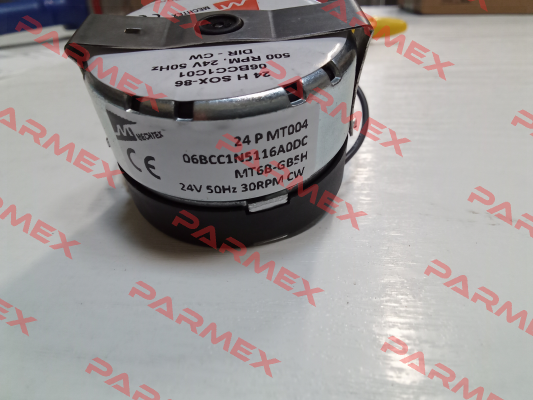 MECHTEX
24 H SOX-86
06BCC1C01
500 RPM, 24V 50Hz
DIR - CW
MECHTEX
CE
24 P MT004
06BCC1N5116A0DC
MT6B-GB5H
24V 50Hz 30RPM CW
PARMEX
PARMEX
PARMEX
PARMEX
PARMEX
PARMEX
PARMEX
PARMEX